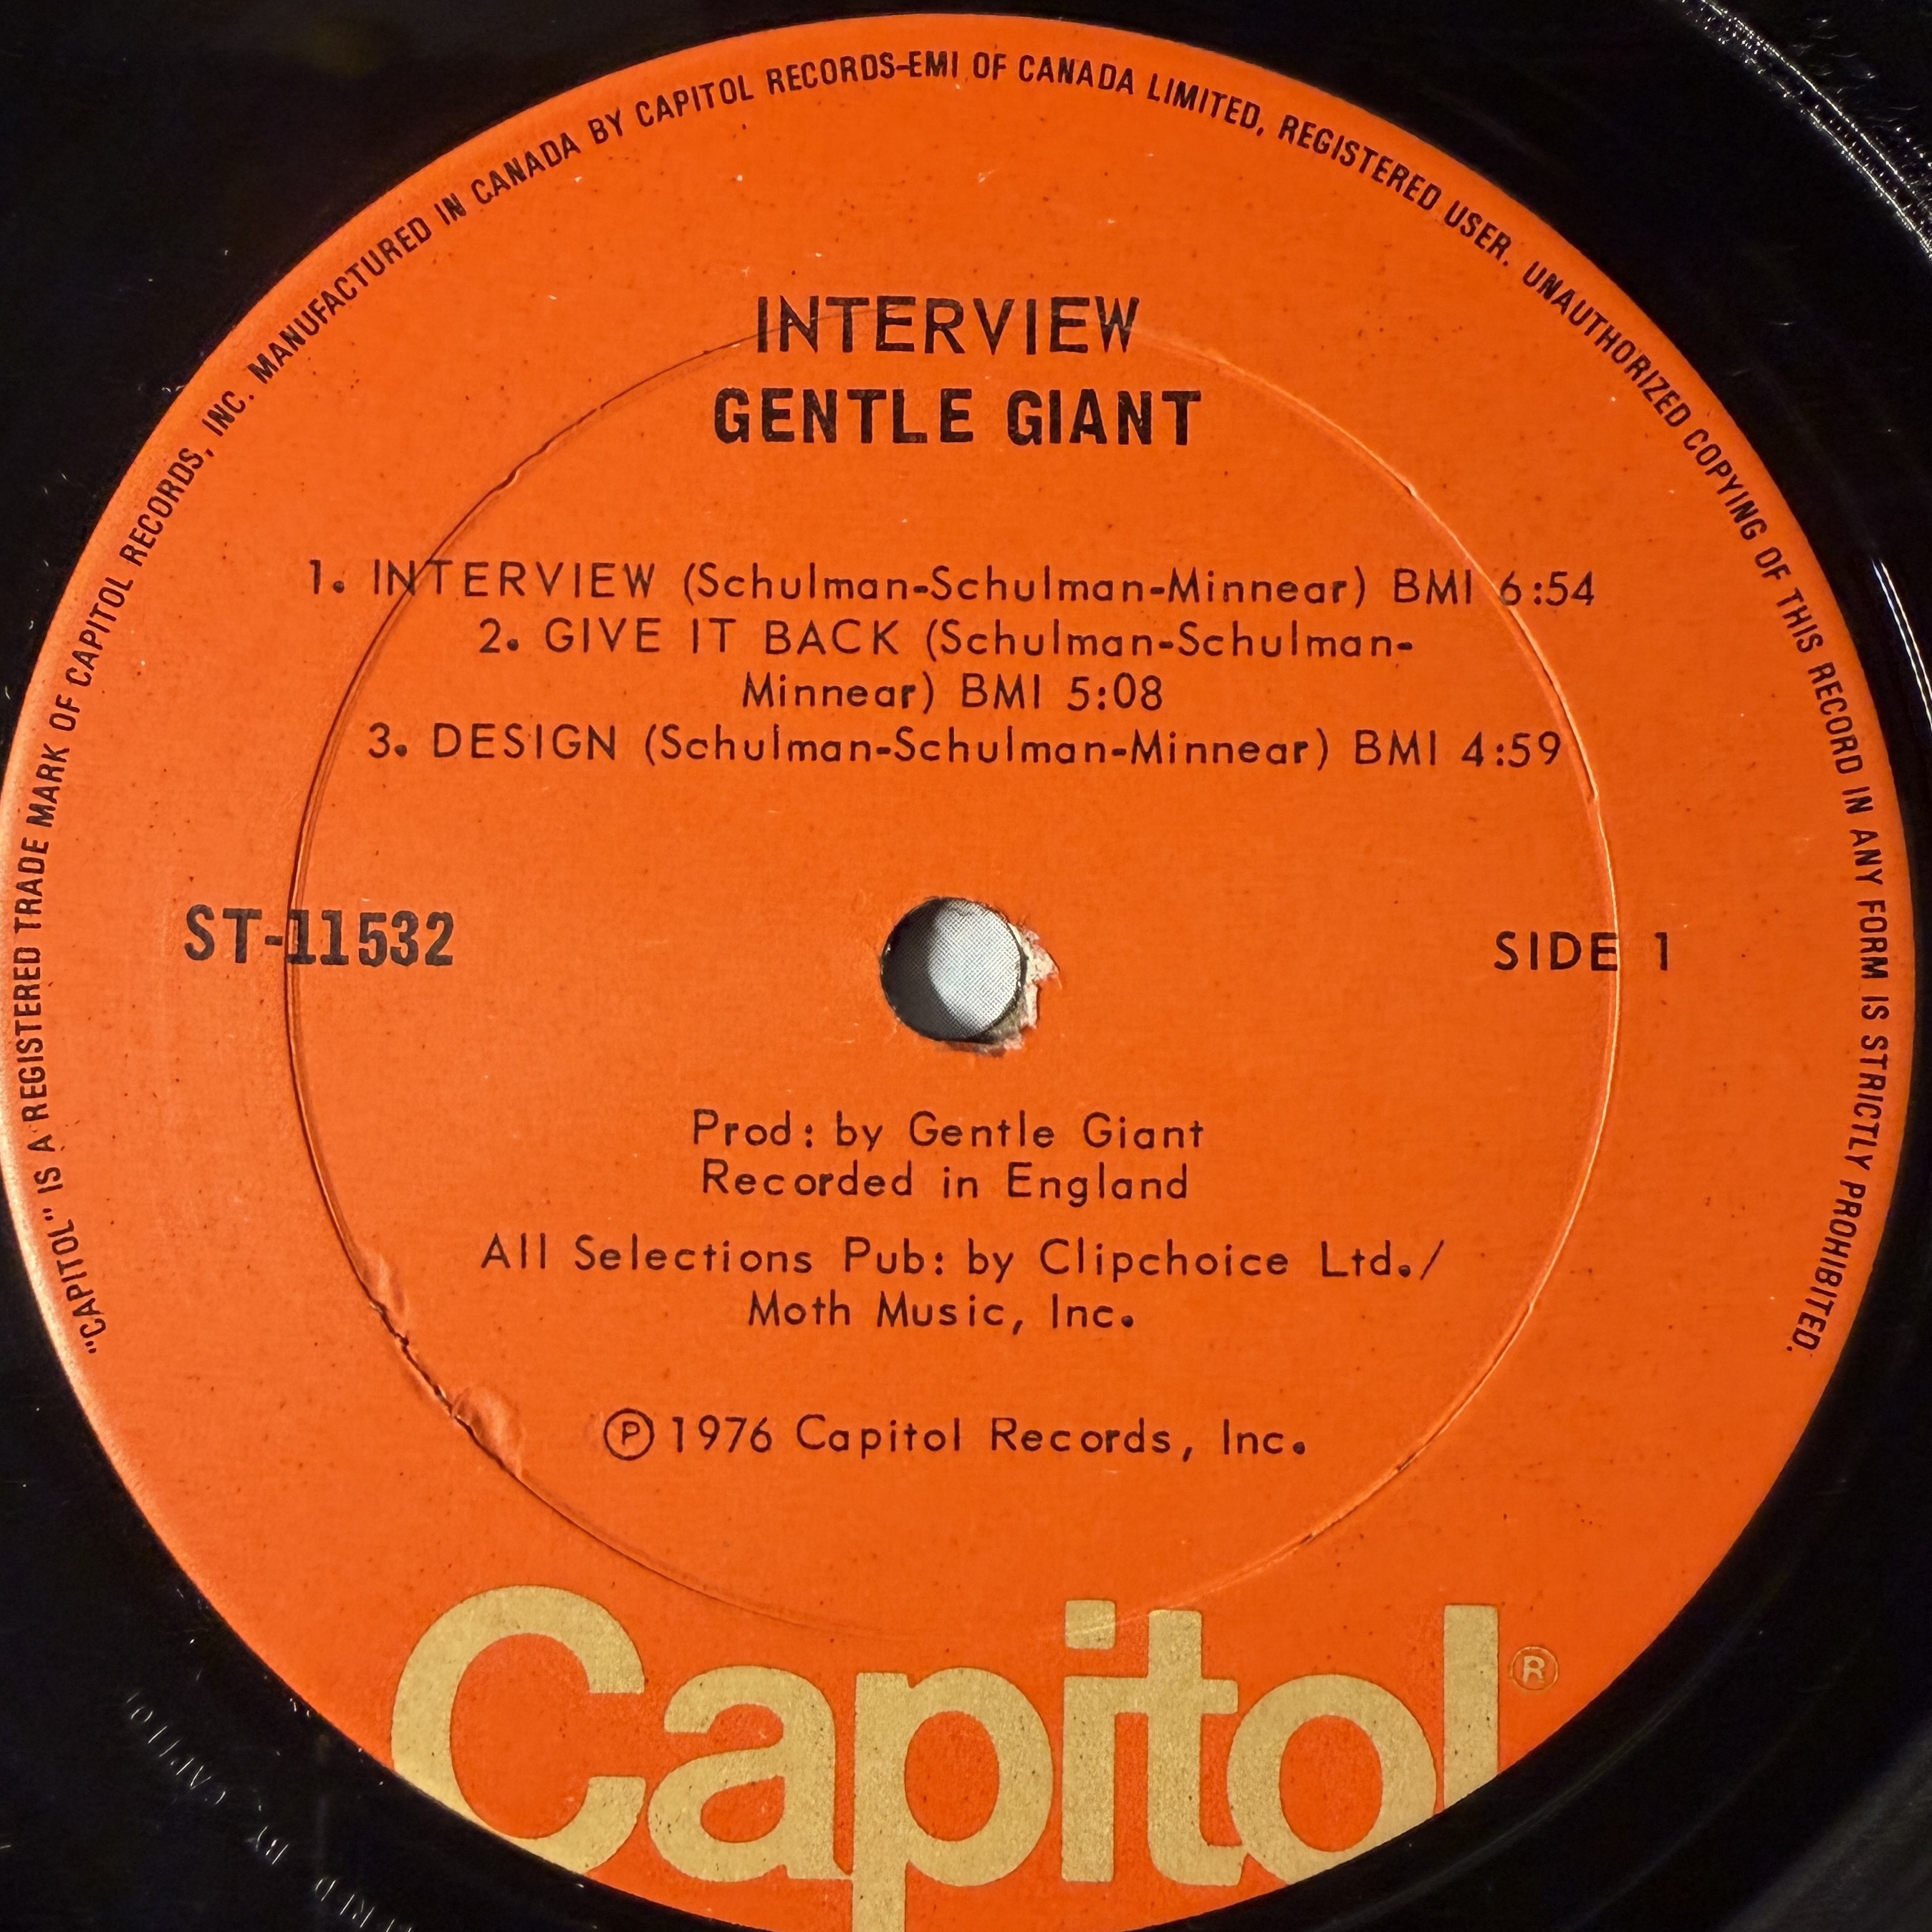 "CAPITOL" IS A REGISTERED TRADE MARK OF CAPITOL RECORDS, INC. MANUFACTURED IN CANADA BY CAPITOL RECORDS-EMI OF CANADA LIMITED, REGISTERED USER. UNAUTHORIZED COPYING OF THIS RECORD IN ANY FORM IS STRICTLY PROHIBITED.
INTERVIEW
GENTLE GIANT
1. INTERVIEW (Schulman-Schulman-Minnear) BMI 6:54
2. GIVE IT BACK (Schulman-Schulman-
Minnear) BMI 5:08
3. DESIGN (Schulman-Schulman-Minnear) BMI 4:59
ST-11532
SIDE 1
Prod: by Gentle Giant
Recorded in England
All Selections Pub: by Clipchoice Ltd./
Moth Music, Inc.
Ⓟ 1976 Capitol Records, Inc.
Capitol®